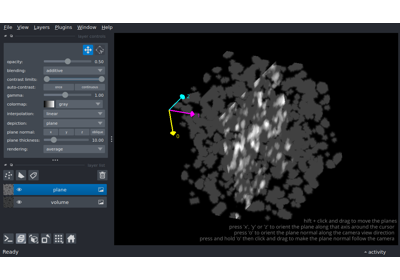 File View Layers Plugins Window Help
layer controls
opacity: 0.50
blending: additive
contrast limits:
auto-contrast: once continuous
gamma: 1.00
colormap: gray
interpolation: linear
depiction: plane
plane normal: x y z oblique
plane thickness: 10.00
rendering: average
layer list
plane
volume
hift + click and drag to move the planes
press 'x', 'y' or 'z' to orient the plane along that axis around the cursor
press 'o' to orient the plane normal along the camera view direction
press and hold 'o' then click and drag to make the plane normal follow the camera
Ready activity